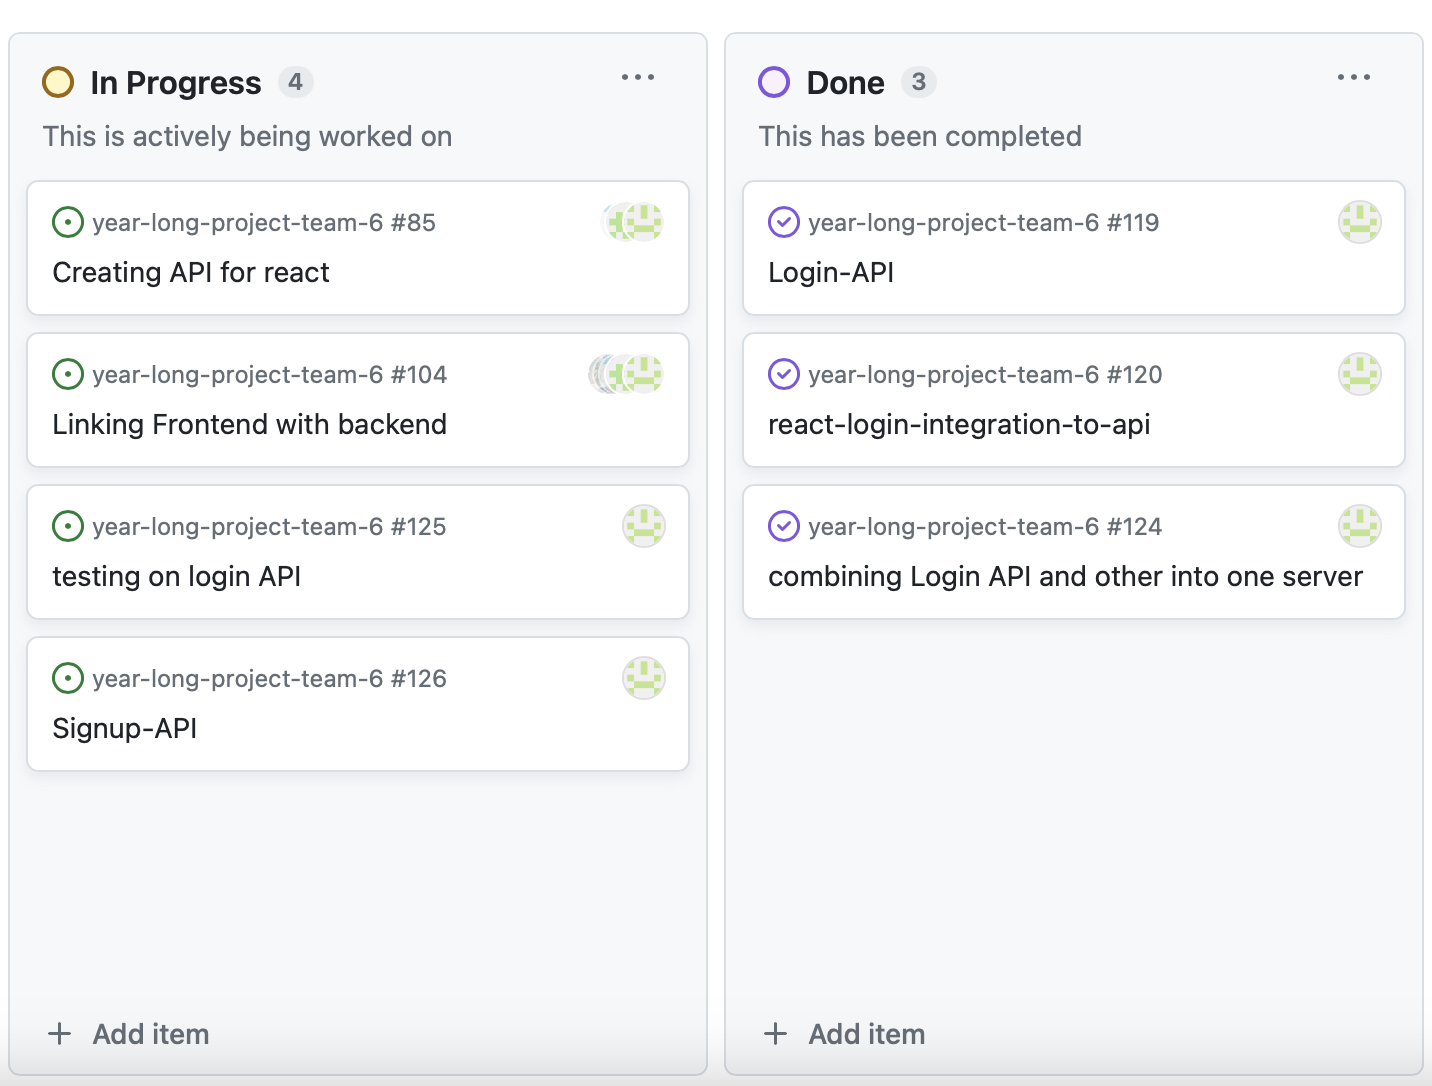 In Progress 4
This is actively being worked on
year-long-project-team-6 #85
Creating API for react
year-long-project-team-6 #104
Linking Frontend with backend
year-long-project-team-6 #125
testing on login API
year-long-project-team-6 #126
Signup-API
Add item
Done 3
This has been completed
year-long-project-team-6 #119
Login-API
year-long-project-team-6 #120
react-login-integration-to-api
year-long-project-team-6 #124
combining Login API and other into one server
Add item